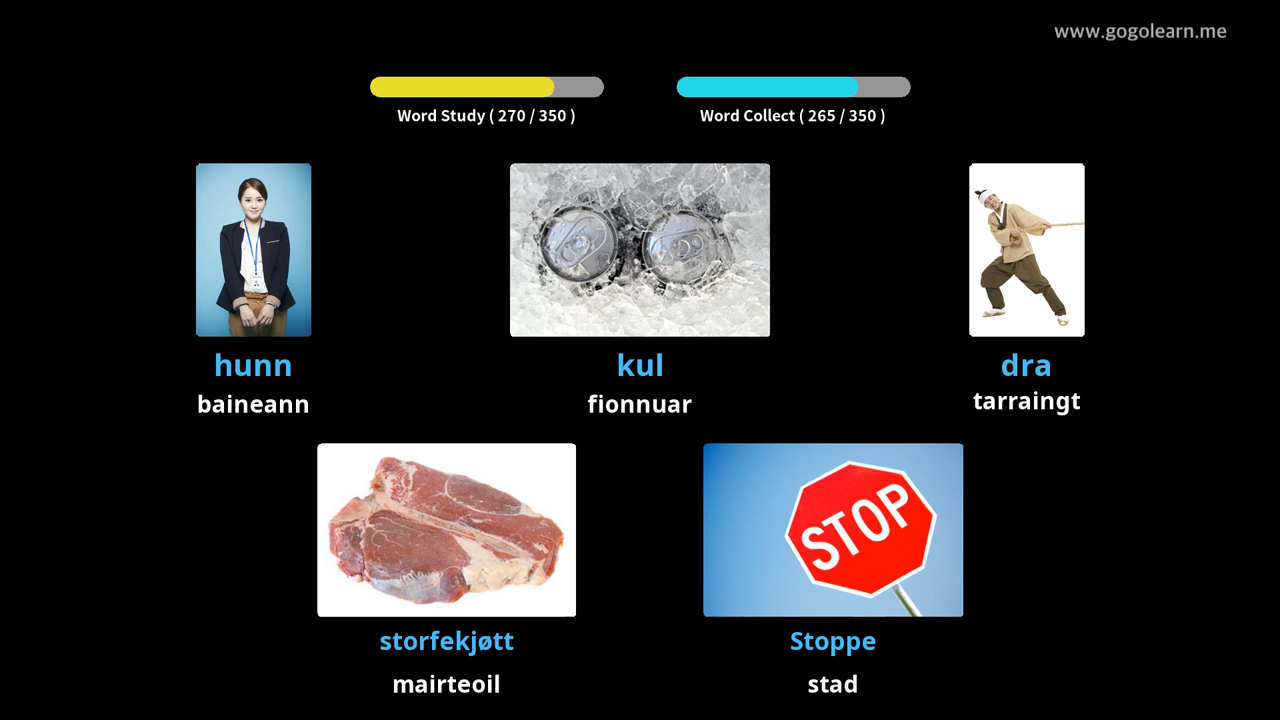 www.gogolearn.me
Word Study ( 270 / 350 )
Word Collect ( 265 / 350 )
hunn
baineann
kul
fionnuar
dra
tarraingt
STOP
storfekjøtt
mairteoil
Stoppe
stad